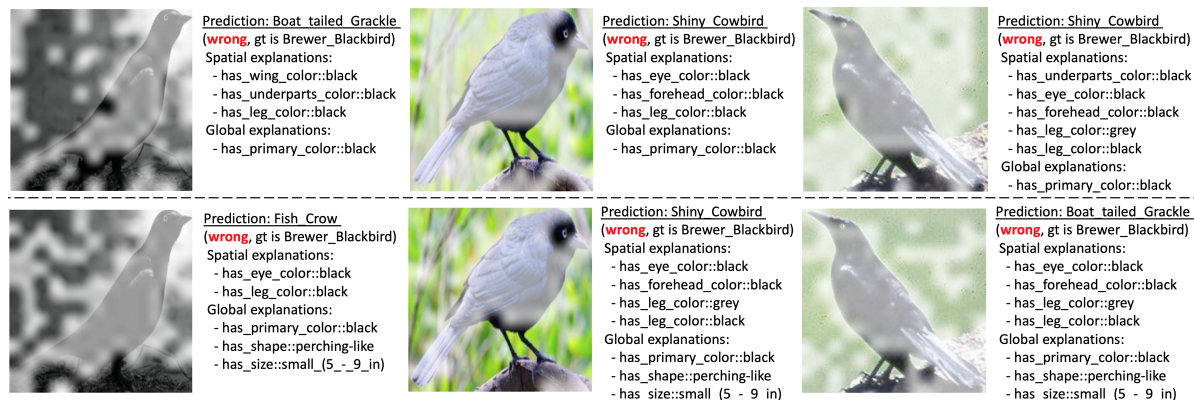 Prediction: Boat_tailed_Grackle
(wrong, gt is Brewer_Blackbird)
Spatial explanations:
- has_wing_color::black
- has_underparts_color::black
- has_leg_color::black
Global explanations:
- has_primary_color::black
Prediction: Shiny_Cowbird
(wrong, gt is Brewer_Blackbird)
Spatial explanations:
- has_eye_color::black
- has_forehead_color::black
- has_leg_color::black
Global explanations:
- has_primary_color::black
Prediction: Shiny_Cowbird
(wrong, gt is Brewer_Blackbird)
Spatial explanations:
- has_underparts_color::black
- has_eye_color::black
- has_forehead_color::black
- has_leg_color::grey
- has_leg_color::black
Global explanations:
- has_primary_color::black
Prediction: Fish_Crow
(wrong, gt is Brewer_Blackbird)
Spatial explanations:
- has_eye_color::black
- has_leg_color::black
Global explanations:
- has_primary_color::black
- has_shape::perching-like
- has_size::small_(5_-_9_in)
Prediction: Shiny_Cowbird
(wrong, gt is Brewer_Blackbird)
Spatial explanations:
- has_eye_color::black
- has_forehead_color::black
- has_leg_color::grey
- has_leg_color::black
Global explanations:
- has_primary_color::black
- has_shape::perching-like
- has_size::small_(5_-_9_in)
Prediction: Boat_tailed_Grackle
(wrong, gt is Brewer_Blackbird)
Spatial explanations:
- has_eye_color::black
- has_forehead_color::black
- has_leg_color::grey
- has_leg_color::black
Global explanations:
- has_primary_color::black
- has_shape::perching-like
- has_size::small_(5_-_9_in)